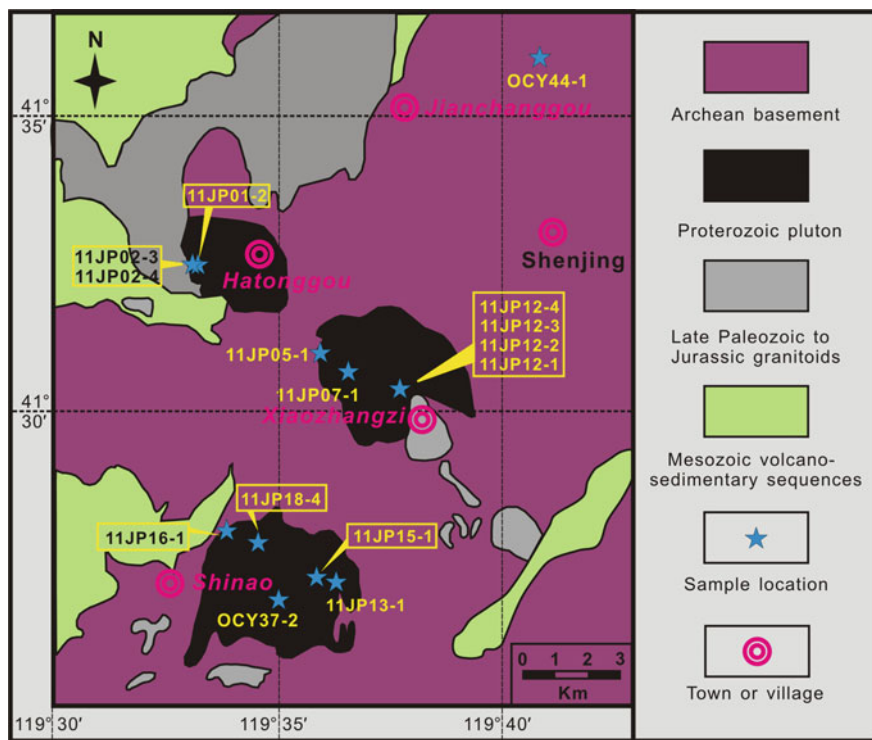 N
OCY44-1
41°
35'
Jianchanggou
11JP01-2
11JP02-3
11JP02-4
Hatonggou
Shenjing
11JP12-4
11JP12-3
11JP12-2
11JP12-1
11JP05-1
11JP07-1
41°
30'
Xiaozhangzi
11JP18-4
11JP16-1
11JP15-1
Shinao
11JP13-1
OCY37-2
0 1 2 3
Km
119° 30'
119° 35'
119° 40'
Archean basement
Proterozoic pluton
Late Paleozoic to
Jurassic granitoids
Mesozoic volcano-
sedimentary sequences
Sample location
Town or village